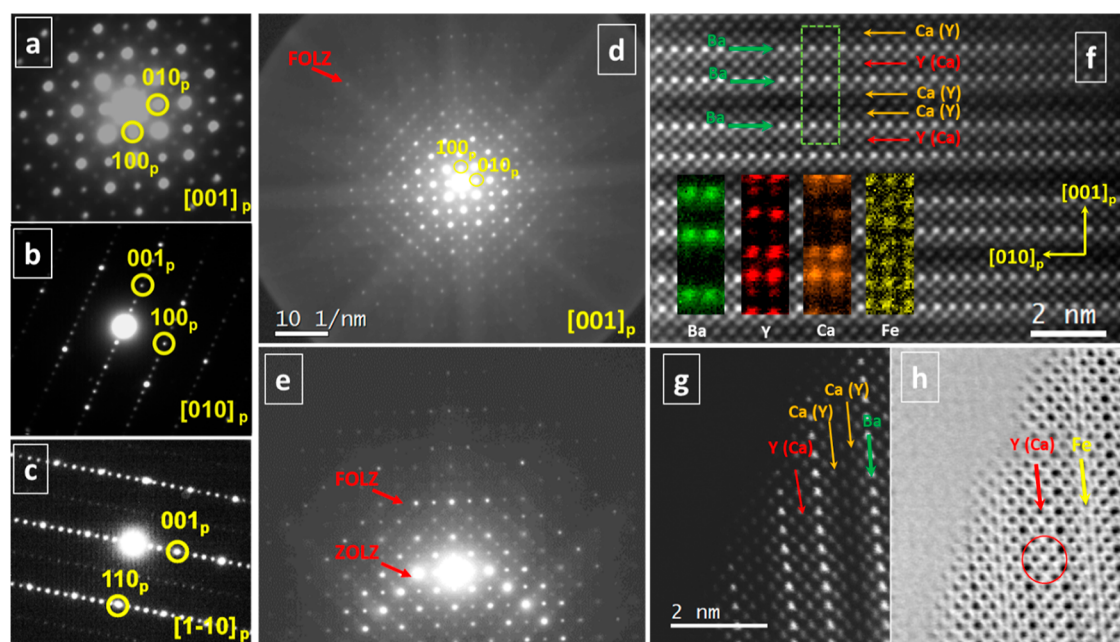 a
010p
100p
[001]p
b
001p
100p
[010]p
c
001p
110p
[1-10]p
d
FOLZ
100p
010p
10 1/nm
[001]p
e
FOLZ
ZOLZ
f
Ba
Ca (Y)
Y (Ca)
Ba
Ca (Y)
Ca (Y)
Ba
Y (Ca)
[001]p
[010]p
Ba Y Ca Fe
2 nm
g
Ca (Y)
Ca (Y)
Ba
Y (Ca)
2 nm
h
Y (Ca)
Fe